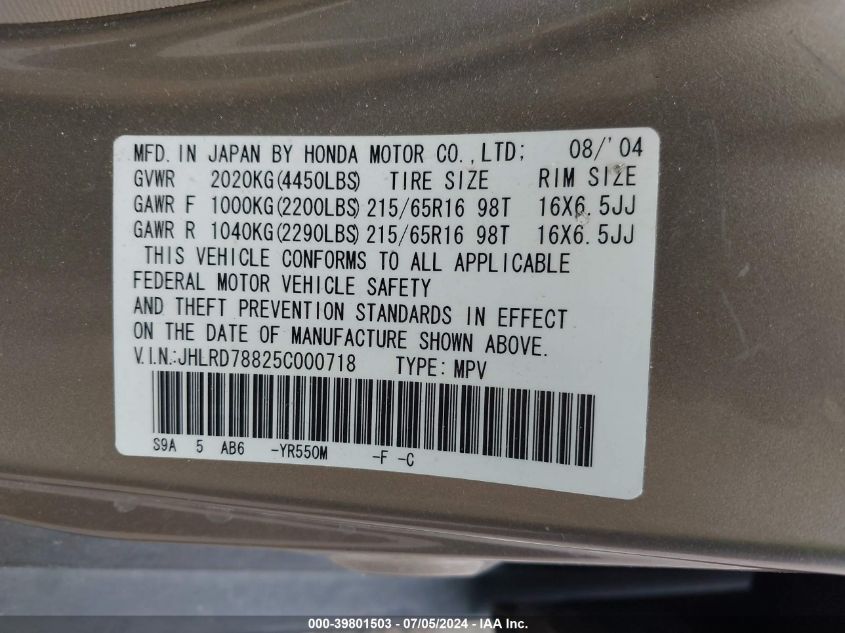 MFD. IN JAPAN BY HONDA MOTOR CO., LTD; 08/'04
GVWR 2020KG(4450LBS) TIRE SIZE RIM SIZE
GAWR F 1000KG(2200LBS) 215/65R16 98T 16X6.5JJ
GAWR R 1040KG(2290LBS) 215/65R16 98T 16X6.5JJ
THIS VEHICLE CONFORMS TO ALL APPLICABLE
FEDERAL MOTOR VEHICLE SAFETY
AND THEFT PREVENTION STANDARDS IN EFFECT
ON THE DATE OF MANUFACTURE SHOWN ABOVE.
V.I.N.:JHLRD78825C000718 TYPE: MPV
S9A 5 AB6 -YR550M -F -C
000-39801503 / 07/05/2024 - IAA Inc.